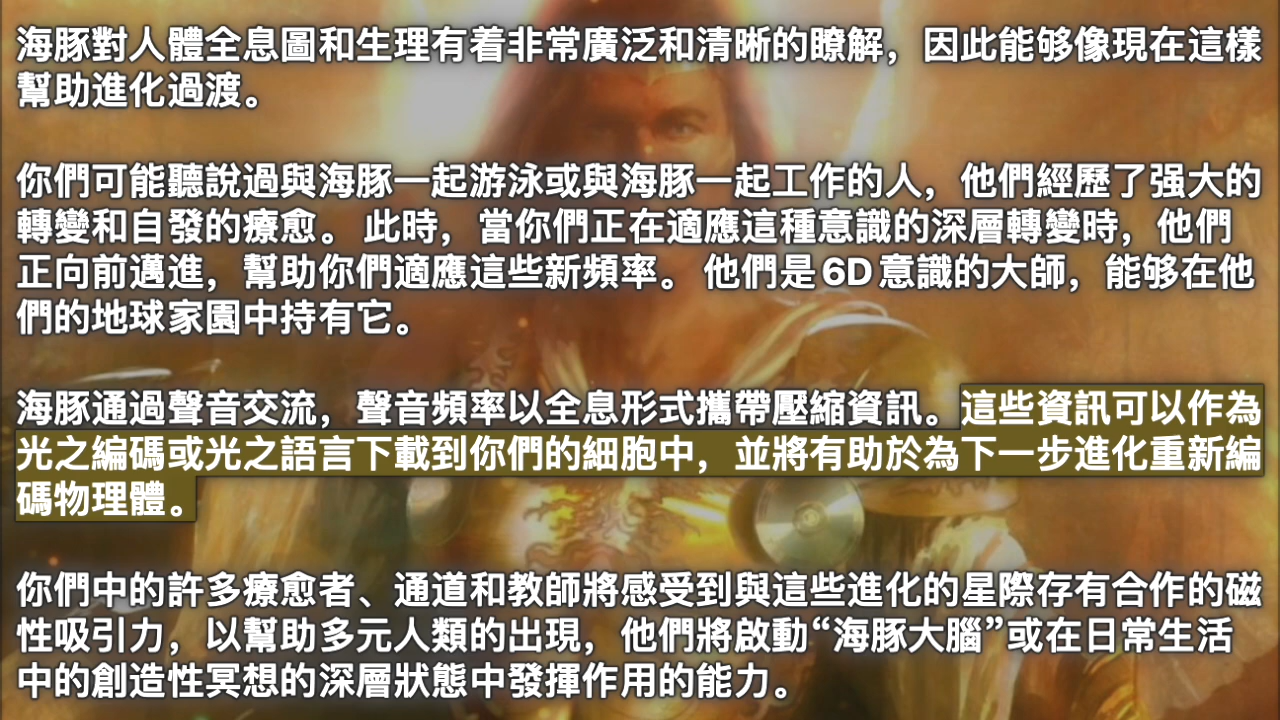 海豚對人體全息圖和生理有着非常廣泛和清晰的瞭解，因此能够像現在這樣
幫助進化過渡。
你們可能聽說過與海豚一起游泳或與海豚一起工作的人，他們經歷了强大的
轉變和自發的療愈。 此時，當你們正在適應這種意識的深層轉變時，他們
正向前邁進，幫助你們適應這些新頻率。 他們是 6D 意識的大師，能够在他
們的地球家園中持有它。
海豚通過聲音交流，聲音頻率以全息形式攜帶壓縮資訊。這些資訊可以作為
光之編碼或光之語言下載到你們的細胞中，並將有助於為下一步進化重新編
碼物理體。
你們中的許多療愈者、通道和教師將感受到與這些進化的星際存有合作的磁
性吸引力，以幫助多元人類的出現，他們將啟動“海豚大腦”或在日常生活
中的創造性冥想的深層狀態中發揮作用的能力。